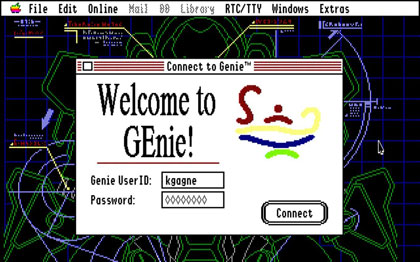 File Edit Online Mail 00 Library RTC/TTY Windows Extras
Connect to Genie™
Welcome to
GEnie!
Genie UserID: kgagne
Password: ◊◊◊◊◊◊◊◊
Connect